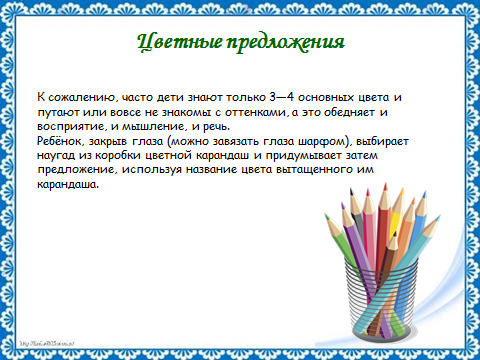 Цветные предложения
К сожалению, часто дети знают только 3—4 основных цвета и
путают или вовсе не знакомы с оттенками, а это обедняет и
восприятие, и мышление, и речь.
Ребёнок, закрыв глаза (можно завязать глаза шарфом), выбирает
наугад из коробки цветной карандаш и придумывает затем
предложение, используя название цвета вытащенного им
карандаша.